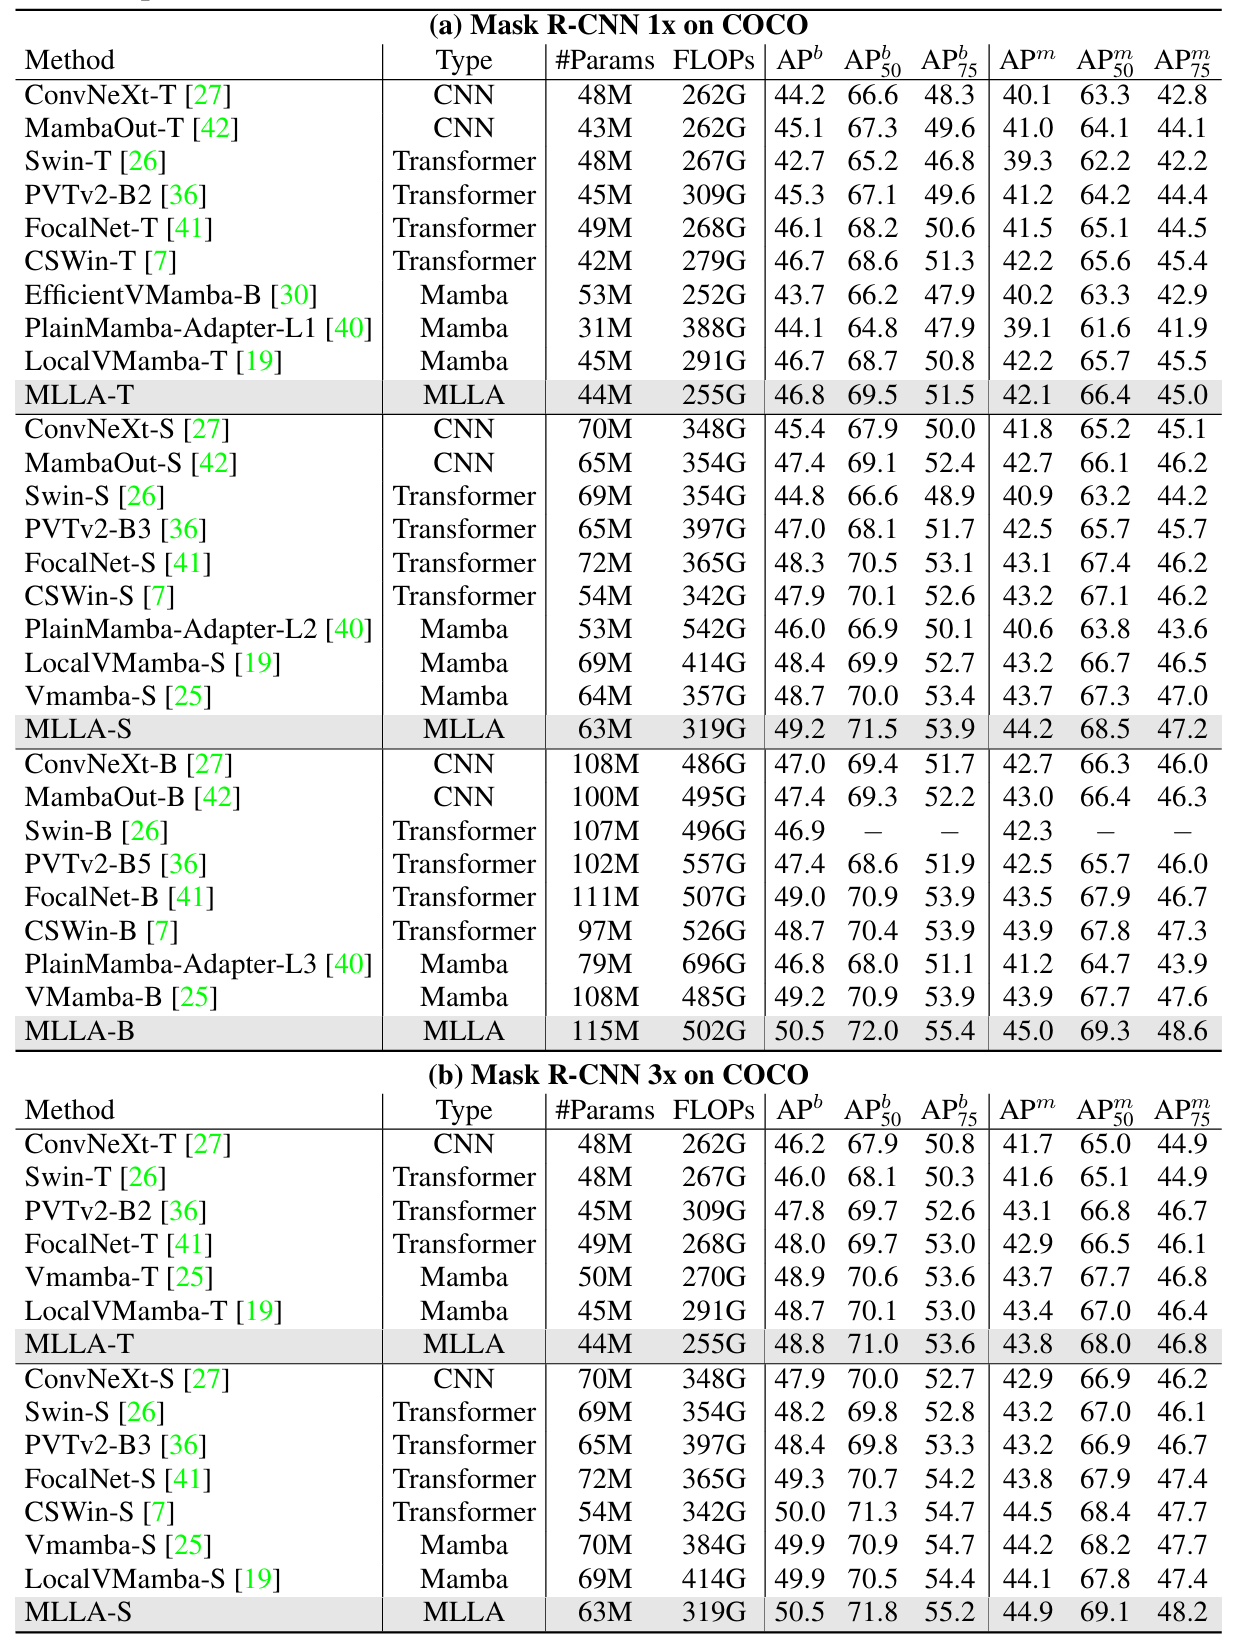 (a) Mask R-CNN 1x on COCO
Method Type #Params FLOPs AP^b AP^b_50 AP^b_75 AP^m AP^m_50 AP^m_75
ConvNeXt-T [27] CNN 48M 262G 44.2 66.6 48.3 40.1 63.3 42.8
MambaOut-T [42] CNN 43M 262G 45.1 67.3 49.6 41.0 64.1 44.1
Swin-T [26] Transformer 48M 267G 42.7 65.2 46.8 39.3 62.2 42.2
PVTv2-B2 [36] Transformer 45M 309G 45.3 67.1 49.6 41.2 64.2 44.4
FocalNet-T [41] Transformer 49M 268G 46.1 68.2 50.6 41.5 65.1 44.5
CSWin-T [7] Transformer 42M 279G 46.7 68.6 51.3 42.2 65.6 45.4
EfficientVMamba-B [30] Mamba 53M 252G 43.7 66.2 47.9 40.2 63.3 42.9
PlainMamba-Adapter-L1 [40] Mamba 31M 388G 44.1 64.8 47.9 39.1 61.6 41.9
LocalVMamba-T [19] Mamba 45M 291G 46.7 68.7 50.8 42.2 65.7 45.5
MLLA-T MLLA 44M 255G 46.8 69.5 51.5 42.1 66.4 45.0
ConvNeXt-S [27] CNN 70M 348G 45.4 67.9 50.0 41.8 65.2 45.1
MambaOut-S [42] CNN 65M 354G 47.4 69.1 52.4 42.7 66.1 46.2
Swin-S [26] Transformer 69M 354G 44.8 66.6 48.9 40.9 63.2 44.2
PVTv2-B3 [36] Transformer 65M 397G 47.0 68.1 51.7 42.5 65.7 45.7
FocalNet-S [41] Transformer 72M 365G 48.3 70.5 53.1 43.1 67.4 46.2
CSWin-S [7] Transformer 54M 342G 47.9 70.1 52.6 43.2 67.1 46.2
PlainMamba-Adapter-L2 [40] Mamba 53M 542G 46.0 66.9 50.1 40.6 63.8 43.6
LocalVMamba-S [19] Mamba 69M 414G 48.4 69.9 52.7 43.2 66.7 46.5
Vmamba-S [25] Mamba 64M 357G 48.7 70.0 53.4 43.7 67.3 47.0
MLLA-S MLLA 63M 319G 49.2 71.5 53.9 44.2 68.5 47.2
ConvNeXt-B [27] CNN 108M 486G 47.0 69.4 51.7 42.7 66.3 46.0
MambaOut-B [42] CNN 100M 495G 47.4 69.3 52.2 43.0 66.4 46.3
Swin-B [26] Transformer 107M 496G 46.9 – – 42.3 – –
PVTv2-B5 [36] Transformer 102M 557G 47.4 68.6 51.9 42.5 65.7 46.0
FocalNet-B [41] Transformer 111M 507G 49.0 70.9 53.9 43.5 67.9 46.7
CSWin-B [7] Transformer 97M 526G 48.7 70.4 53.9 43.9 67.8 47.3
PlainMamba-Adapter-L3 [40] Mamba 79M 696G 46.8 68.0 51.1 41.2 64.7 43.9
VMamba-B [25] Mamba 108M 485G 49.2 70.9 53.9 43.9 67.7 47.6
MLLA-B MLLA 115M 502G 50.5 72.0 55.4 45.0 69.3 48.6
(b) Mask R-CNN 3x on COCO
Method Type #Params FLOPs AP^b AP^b_50 AP^b_75 AP^m AP^m_50 AP^m_75
ConvNeXt-T [27] CNN 48M 262G 46.2 67.9 50.8 41.7 65.0 44.9
Swin-T [26] Transformer 48M 267G 46.0 68.1 50.3 41.6 65.1 44.9
PVTv2-B2 [36] Transformer 45M 309G 47.8 69.7 52.6 43.1 66.8 46.7
FocalNet-T [41] Transformer 49M 268G 48.0 69.7 53.0 42.9 66.5 46.1
Vmamba-T [25] Mamba 50M 270G 48.9 70.6 53.6 43.7 67.7 46.8
LocalVMamba-T [19] Mamba 45M 291G 48.7 70.1 53.0 43.4 67.0 46.4
MLLA-T MLLA 44M 255G 48.8 71.0 53.6 43.8 68.0 46.8
ConvNeXt-S [27] CNN 70M 348G 47.9 70.0 52.7 42.9 66.9 46.2
Swin-S [26] Transformer 69M 354G 48.2 69.8 52.8 43.2 67.0 46.1
PVTv2-B3 [36] Transformer 65M 397G 48.4 69.8 53.3 43.2 66.9 46.7
FocalNet-S [41] Transformer 72M 365G 49.3 70.7 54.2 43.8 67.9 47.4
CSWin-S [7] Transformer 54M 342G 50.0 71.3 54.7 44.5 68.4 47.7
Vmamba-S [25] Mamba 70M 384G 49.9 70.9 54.7 44.2 68.2 47.7
LocalVMamba-S [19] Mamba 69M 414G 49.9 70.5 54.4 44.1 67.8 47.4
MLLA-S MLLA 63M 319G 50.5 71.8 55.2 44.9 69.1 48.2